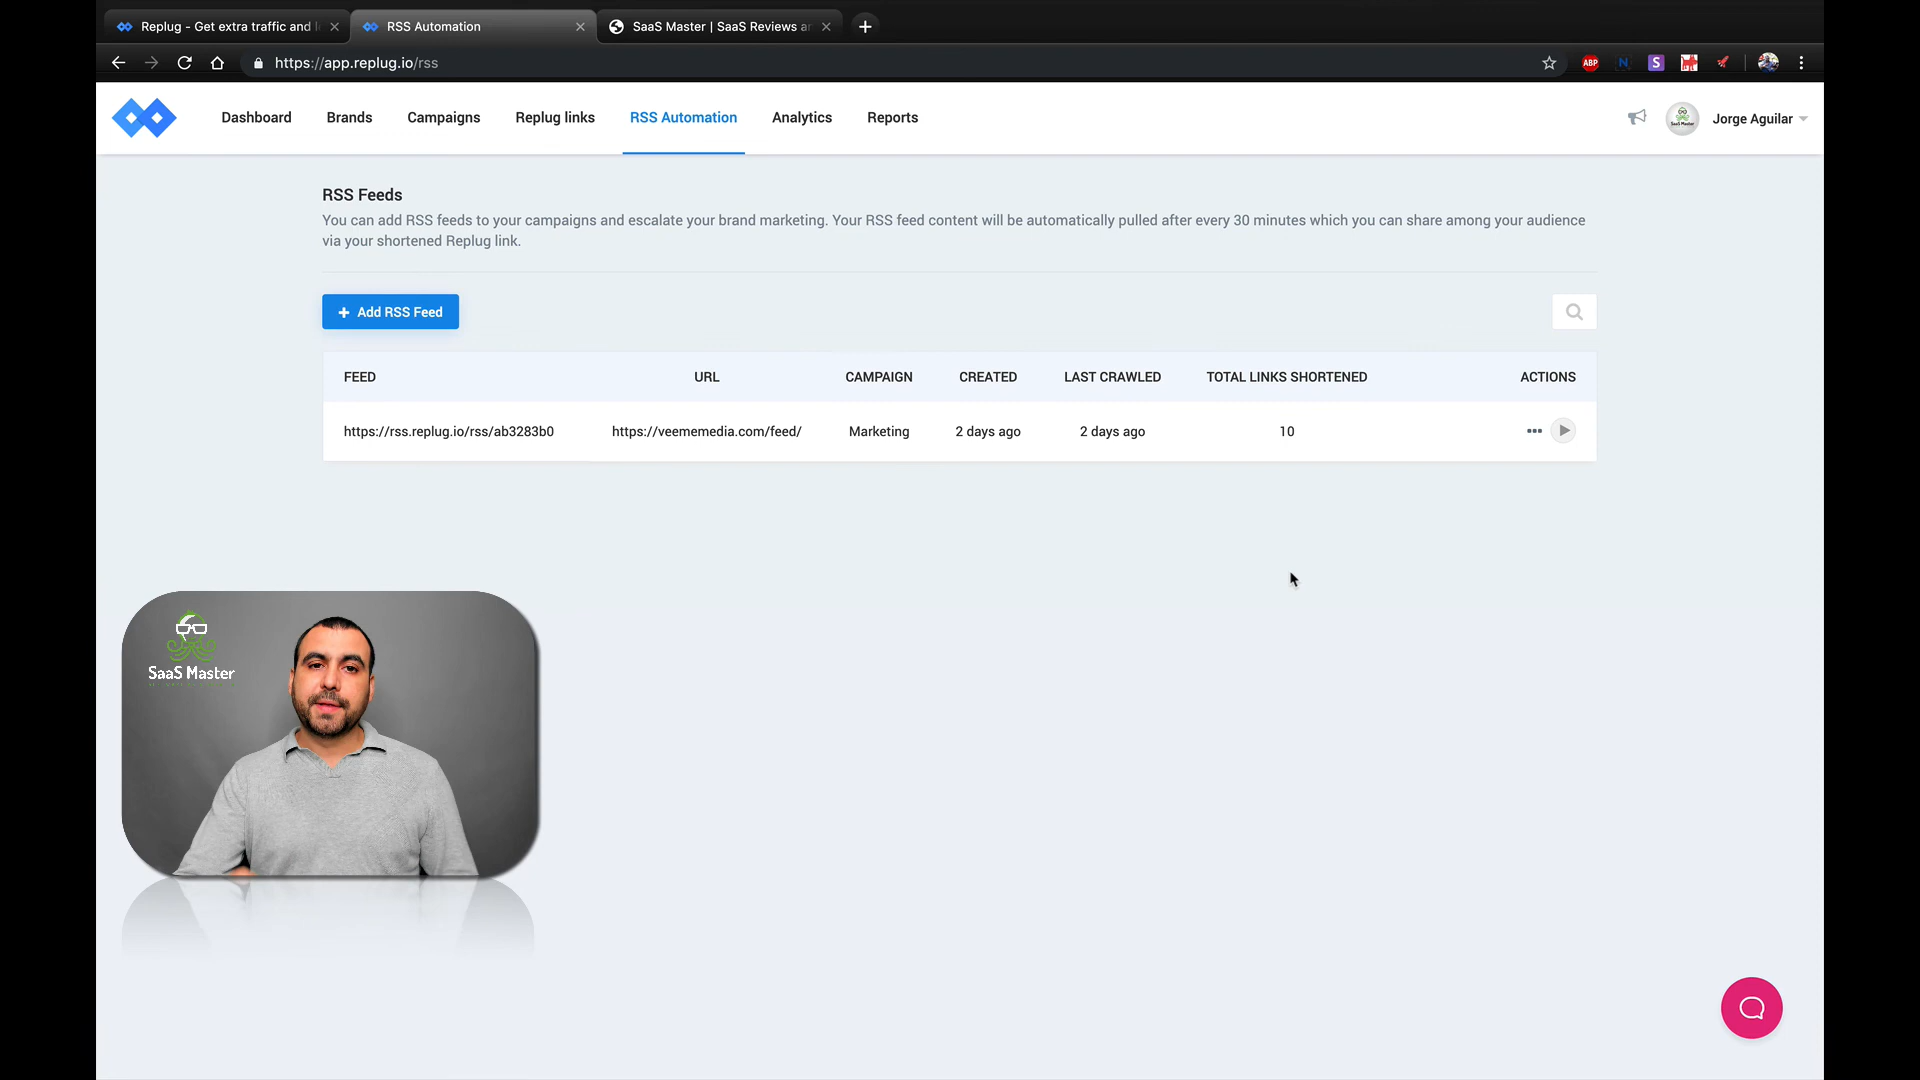 Replug - Get extra traffic and
RSS Automation
SaaS Master | SaaS Reviews
https://app.replug.io/rss
ABP
N
S
Dashboard
Brands
Campaigns
Replug links
RSS Automation
Analytics
Reports
Jorge Aguilar
RSS Feeds
You can add RSS feeds to your campaigns and escalate your brand marketing. Your RSS feed content will be automatically pulled after every 30 minutes which you can share among your audience
via your shortened Replug link.
+ Add RSS Feed
FEED
URL
CAMPAIGN
CREATED
LAST CRAWLED
TOTAL LINKS SHORTENED
ACTIONS
https://rss.replug.io/rss/ab3283b0
https://veememedia.com/feed/
Marketing
2 days ago
2 days ago
10
SaaS Master